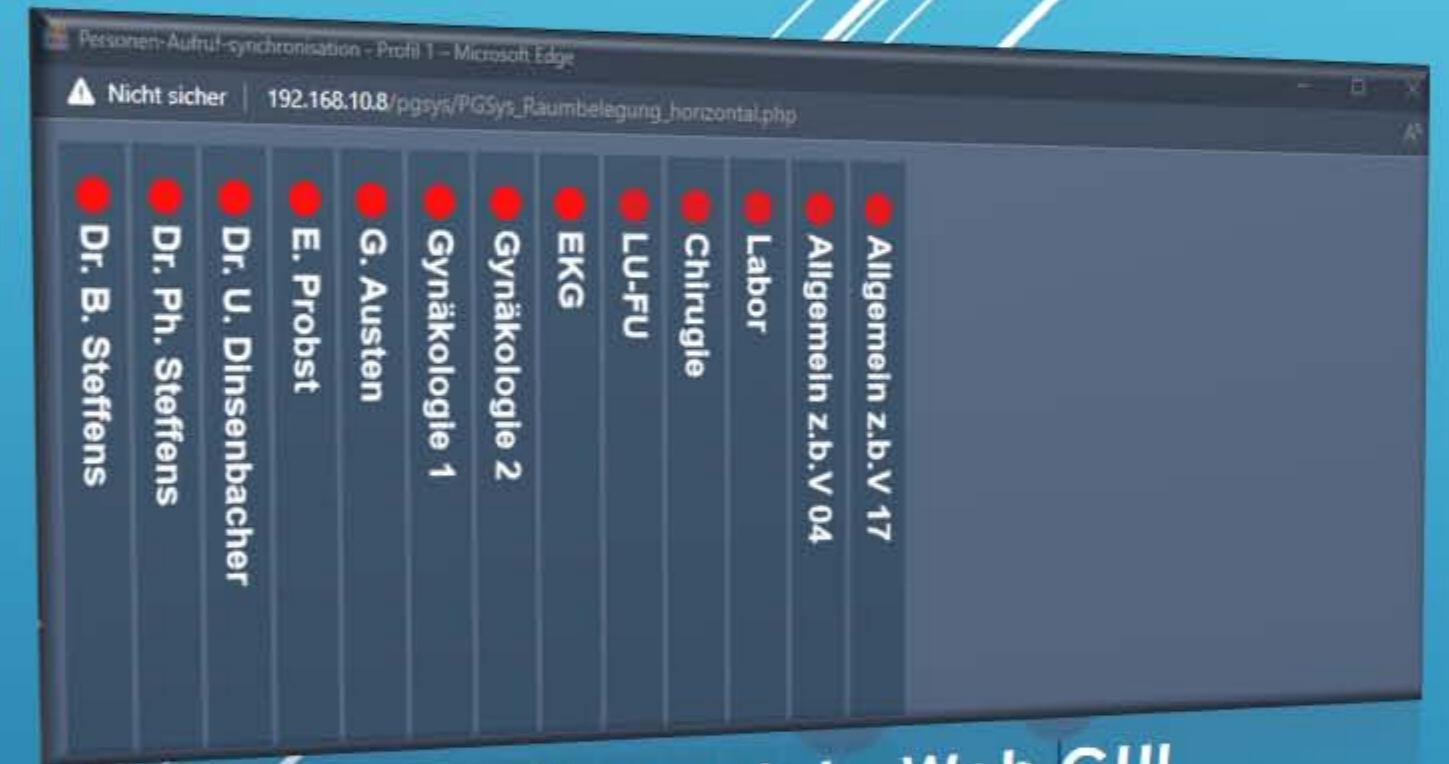 Personen-Aufruf-synchronisation - Profil 1 – Microsoft Edge
Nicht sicher | 192.168.10.8/pgsys/PGSys_Raumbelegung_horizontal.php
Dr. B. Steffens
Dr. Ph. Steffens
Dr. U. Dinsenbacher
E. Probst
G. Austen
Gynäkologie 1
Gynäkologie 2
EKG
LU-FU
Chirugie
Labor
Allgemein z.b.V 04
Allgemein z.b.V 17
Web GUI